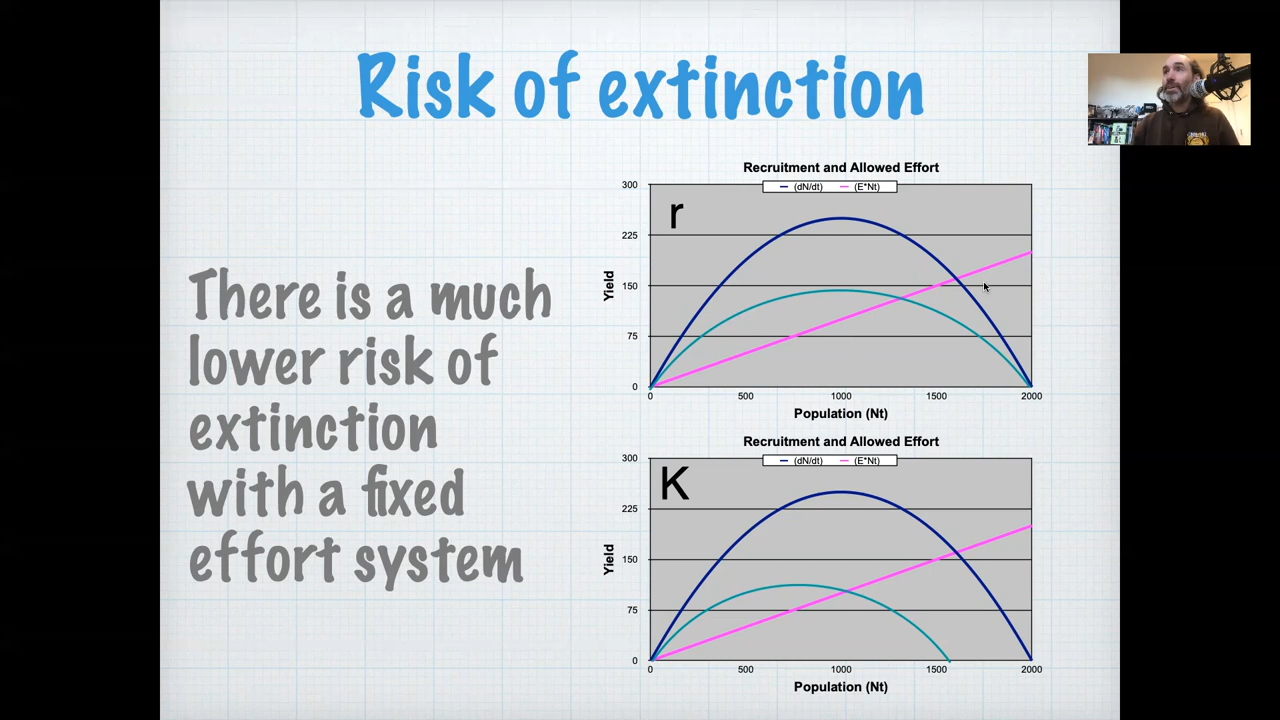 Risk of extinction
There is a much
lower risk of
extinction
with a fixed
effort system
Recruitment and Allowed Effort
(dN/dt) (E*Nt)
r
300
225
150
75
0
Yield
0 500 1000 1500 2000
Population (Nt)
Recruitment and Allowed Effort
(dN/dt) (E*Nt)
K
300
225
150
75
0
Yield
0 500 1000 1500 2000
Population (Nt)